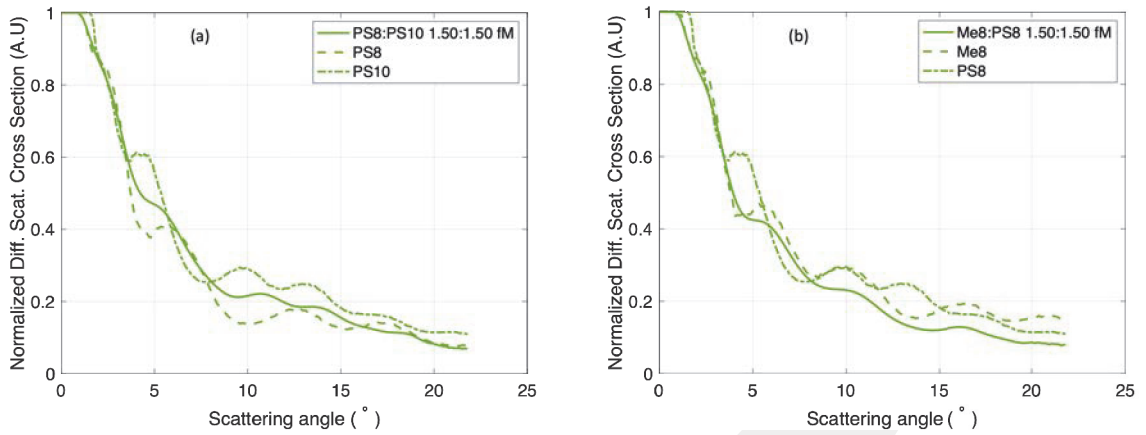 (a)
PS8:PS10 1.50:1.50 fM
PS8
PS10
Normalized Diff. Scat. Cross Section (A.U)
1
0.8
0.6
0.4
0.2
0
0 5 10 15 20 25
Scattering angle ( ° )
(b)
Me8:PS8 1.50:1.50 fM
Me8
PS8
Normalized Diff. Scat. Cross Section (A.U)
1
0.8
0.6
0.4
0.2
0
0 5 10 15 20 25
Scattering angle ( ° )